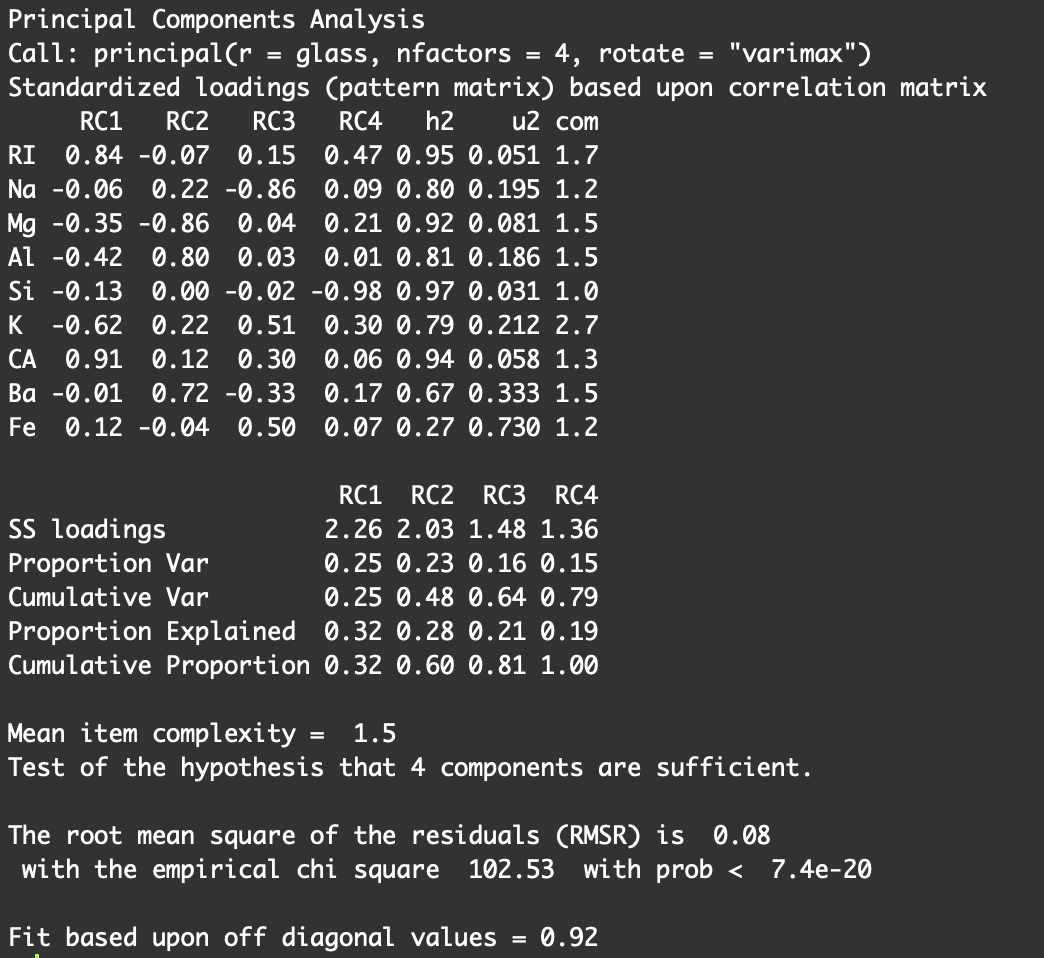 Principal Components Analysis
Call: principal(r = glass, nfactors = 4, rotate = "varimax")
Standardized loadings (pattern matrix) based upon correlation matrix
     RC1   RC2   RC3   RC4   h2    u2 com
RI  0.84 -0.07  0.15  0.47 0.95 0.051 1.7
Na -0.06  0.22 -0.86  0.09 0.80 0.195 1.2
Mg -0.35 -0.86  0.04  0.21 0.92 0.081 1.5
Al -0.42  0.80  0.03  0.01 0.81 0.186 1.5
Si -0.13  0.00 -0.02 -0.98 0.97 0.031 1.0
K  -0.62  0.22  0.51  0.30 0.79 0.212 2.7
CA  0.91  0.12  0.30  0.06 0.94 0.058 1.3
Ba -0.01  0.72 -0.33  0.17 0.67 0.333 1.5
Fe  0.12 -0.04  0.50  0.07 0.27 0.730 1.2
                       RC1  RC2  RC3  RC4
SS loadings           2.26 2.03 1.48 1.36
Proportion Var        0.25 0.23 0.16 0.15
Cumulative Var        0.25 0.48 0.64 0.79
Proportion Explained  0.32 0.28 0.21 0.19
Cumulative Proportion 0.32 0.60 0.81 1.00
Mean item complexity =  1.5
Test of the hypothesis that 4 components are sufficient.
The root mean square of the residuals (RMSR) is  0.08
 with the empirical chi square  102.53  with prob <  7.4e-20
Fit based upon off diagonal values = 0.92